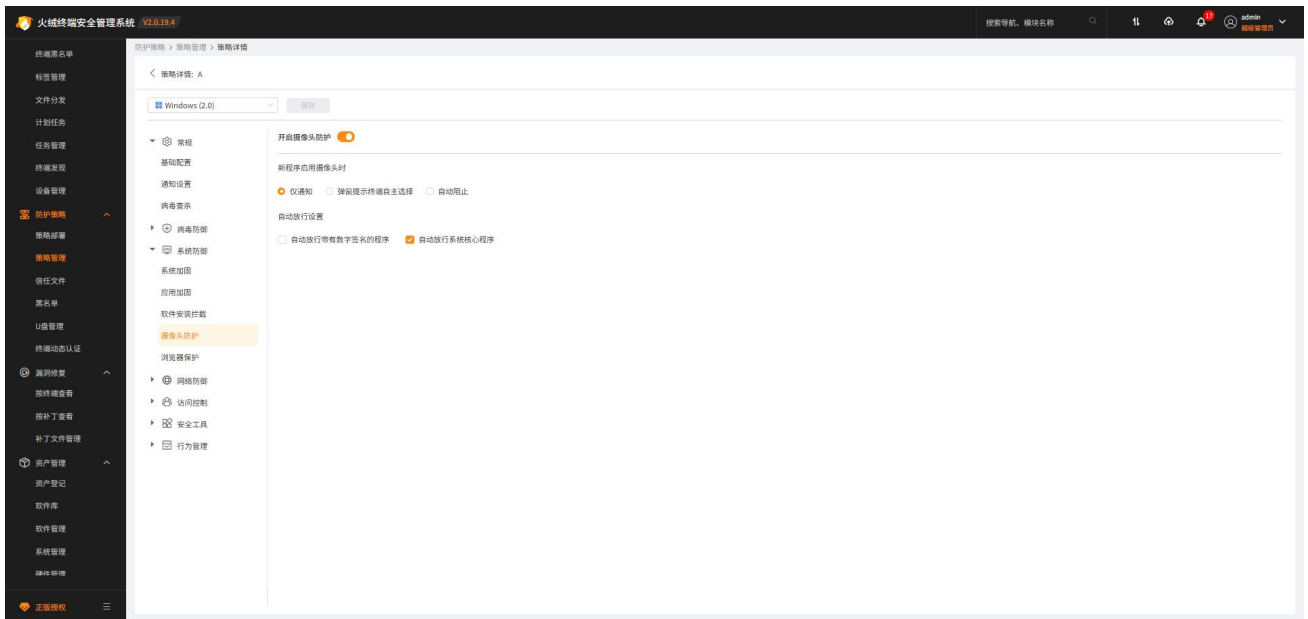 火绒终端安全管理系统 V2.0.19.4
搜索导航、模块名称
17
admin
超级管理员
终端黑名单
标签管理
文件分发
计划任务
任务管理
终端发现
设备管理
防护策略
策略部署
策略管理
信任文件
黑名单
U盘管理
终端动态认证
漏洞修复
按终端查看
按补丁查看
补丁文件管理
资产管理
资产登记
软件库
软件管理
系统管理
硬件管理
正版授权
防护策略 > 策略管理 > 策略详情
策略详情: A
Windows (2.0)
保存
常规
基础配置
通知设置
病毒查杀
病毒防御
系统防御
系统加固
应用加固
软件安装拦截
摄像头防护
浏览器保护
网络防御
访问控制
安全工具
行为管理
开启摄像头防护
新程序启用摄像头时
仅通知 弹窗提示终端自主选择 自动阻止
自动放行设置
自动放行带有数字签名的程序 自动放行系统核心程序